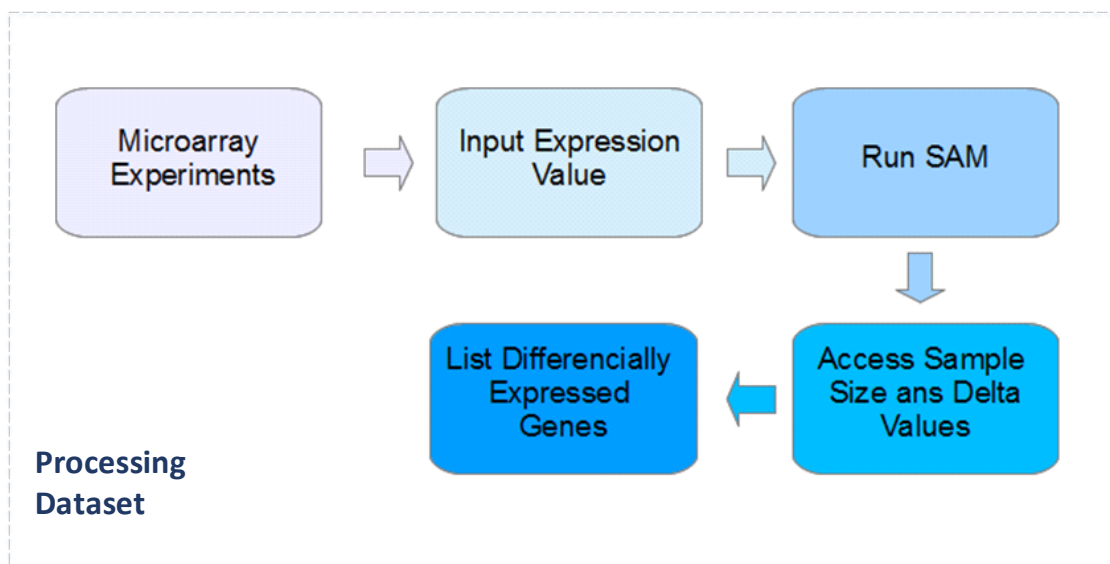 Microarray
Experiments
Input Expression
Value
Run SAM
Access Sample
Size ans Delta
Values
List Differencially
Expressed
Genes
Processing
Dataset